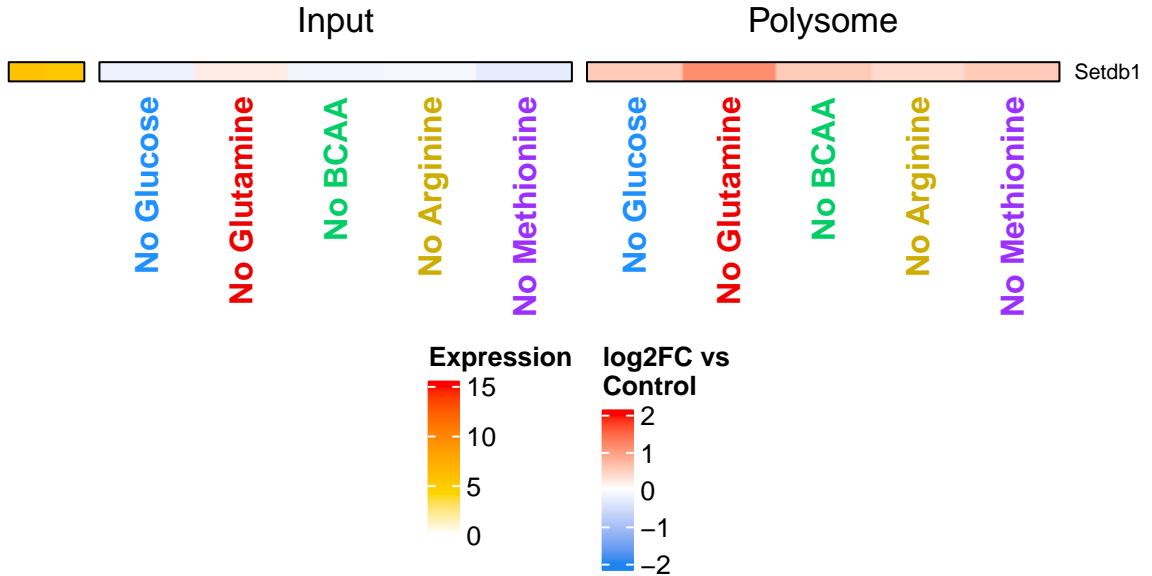 Input
Polysome
Setdb1
No Glucose
No Glutamine
No BCAA
No Arginine
No Methionine
No Glucose
No Glutamine
No BCAA
No Arginine
No Methionine
Expression
15
10
5
0
log2FC vs
Control
2
1
0
−1
−2